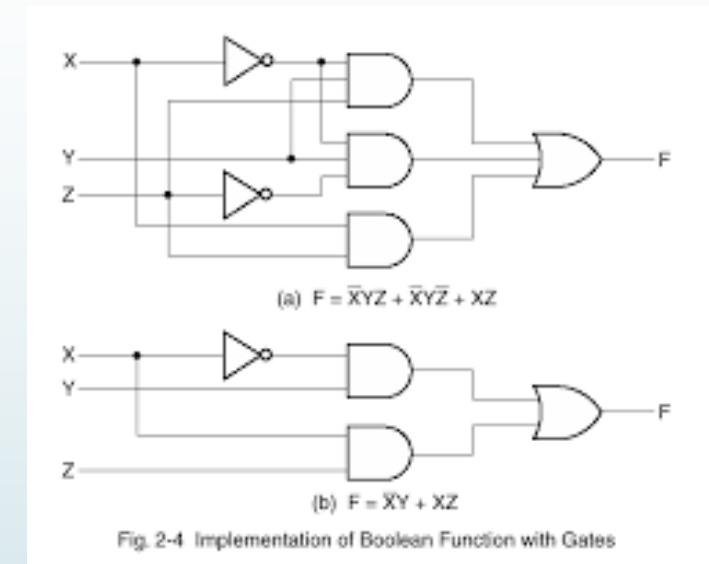 X
Y
Z
F
(a) F = X̅YZ + X̅YZ̅ + XZ
X
Y
Z
F
(b) F = X̅Y + XZ
Fig. 2-4 Implementation of Boolean Function with Gates